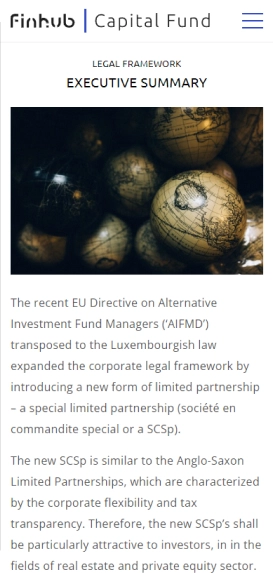 finhub | Capital Fund
LEGAL FRAMEWORK
EXECUTIVE SUMMARY
The recent EU Directive on Alternative
Investment Fund Managers (‘AIFMD’)
transposed to the Luxembourgish law
expanded the corporate legal framework by
introducing a new form of limited partnership
– a special limited partnership (société en
commandite special or a SCSp).
The new SCSp is similar to the Anglo-Saxon
Limited Partnerships, which are characterized
by the corporate flexibility and tax
transparency. Therefore, the new SCSp’s shall
be particularly attractive to investors, in in the
fields of real estate and private equity sector.